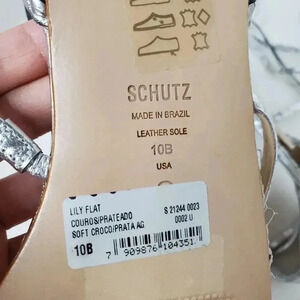 SCHUTZ
MADE IN BRAZIL
LEATHER SOLE
10B
USA
LILY FLAT
COUROS/PRATEADO
SOFT CROCO/PRATA AG
10B
S 21244 0023
0002 U
7 909876 104351